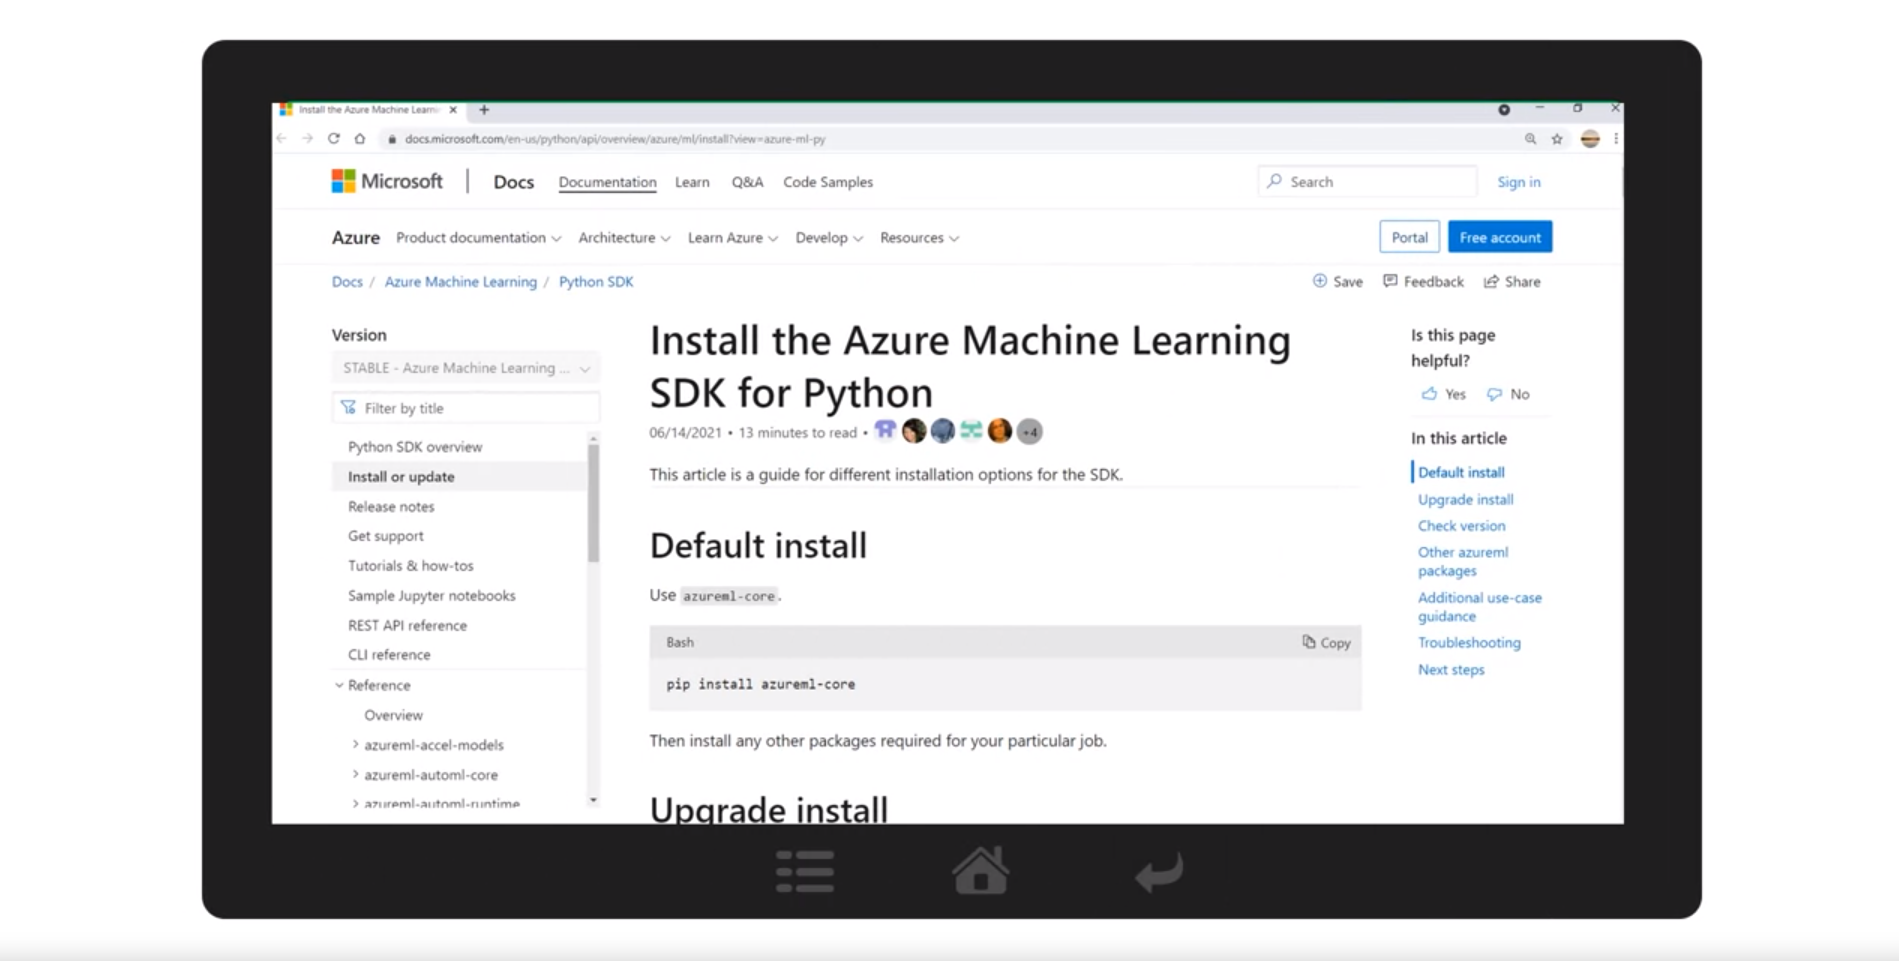 Install the Azure Machine Learni
docs.microsoft.com/en-us/python/api/overview/azure/ml/install?view=azure-ml-py
Microsoft | Docs Documentation Learn Q&A Code Samples Search Sign in
Azure Product documentation Architecture Learn Azure Develop Resources Portal Free account
Docs / Azure Machine Learning / Python SDK Save Feedback Share
Version
STABLE - Azure Machine Learning ...
Filter by title
Python SDK overview
Install or update
Release notes
Get support
Tutorials & how-tos
Sample Jupyter notebooks
REST API reference
CLI reference
Reference
Overview
azureml-accel-models
azureml-automl-core
azureml-automl-runtime
Install the Azure Machine Learning
SDK for Python
06/14/2021 • 13 minutes to read • +4
This article is a guide for different installation options for the SDK.
Default install
Use azureml-core.
Bash Copy
pip install azureml-core
Then install any other packages required for your particular job.
Upgrade install
Is this page
helpful?
Yes No
In this article
Default install
Upgrade install
Check version
Other azureml
packages
Additional use-case
guidance
Troubleshooting
Next steps